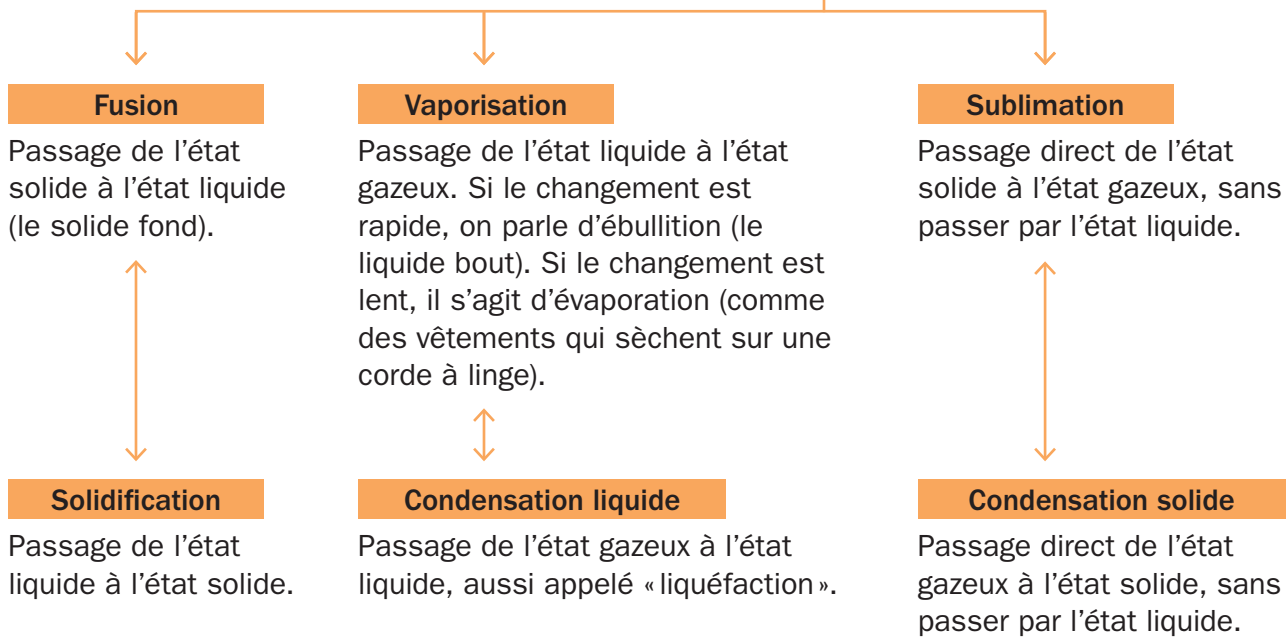 Fusion
Passage de l’état
solide à l’état liquide
(le solide fond).
Vaporisation
Passage de l’état liquide à l’état
gazeux. Si le changement est
rapide, on parle d’ébullition (le
liquide bout). Si le changement est
lent, il s’agit d’évaporation (comme
des vêtements qui sèchent sur une
corde à linge).
Sublimation
Passage direct de l’état
solide à l’état gazeux, sans
passer par l’état liquide.
Solidification
Passage de l’état
liquide à l’état solide.
Condensation liquide
Passage de l’état gazeux à l’état
liquide, aussi appelé «liquéfaction».
Condensation solide
Passage direct de l’état
gazeux à l’état solide, sans
passer par l’état liquide.